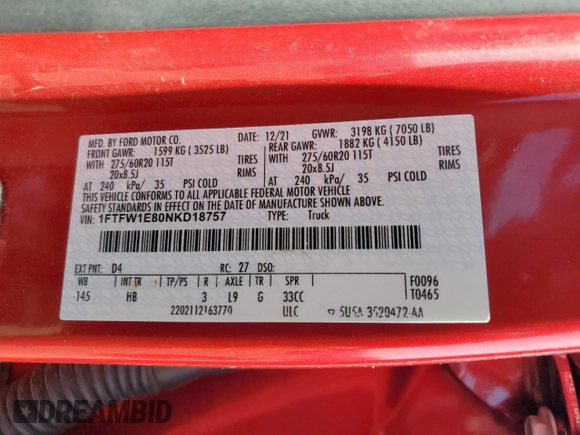 MFD. BY FORD MOTOR CO. 12/21 GVWR: 3198 KG ( 7050 LB)
FRONT GAWR: 1599 KG ( 3525 LB) REAR GAWR: 1882 KG ( 4150 LB)
WITH 275/60R20 115T TIRES WITH 275/60R20 115T TIRES
20x8.5J RIMS 20x8.5J RIMS
AT 240 kPa/ 35 PSI COLD AT 240 kPa/ 35 PSI COLD
THIS VEHICLE CONFORMS TO ALL APPLICABLE FEDERAL MOTOR VEHICLE
SAFETY STANDARDS IN EFFECT ON THE DATE OF MANUFACTURE SHOWN ABOVE.
VIN: 1FTFW1E80NKD18757 TYPE: Truck
EXT PNT: D4 RC: 27 DSO:
WB INT TR TP/PS R AXLE TR SPR F0096
145 HB 3 L9 G 33CC T0465
2202112163770 ULC 5U5A 3520472 AA
DREAMBID